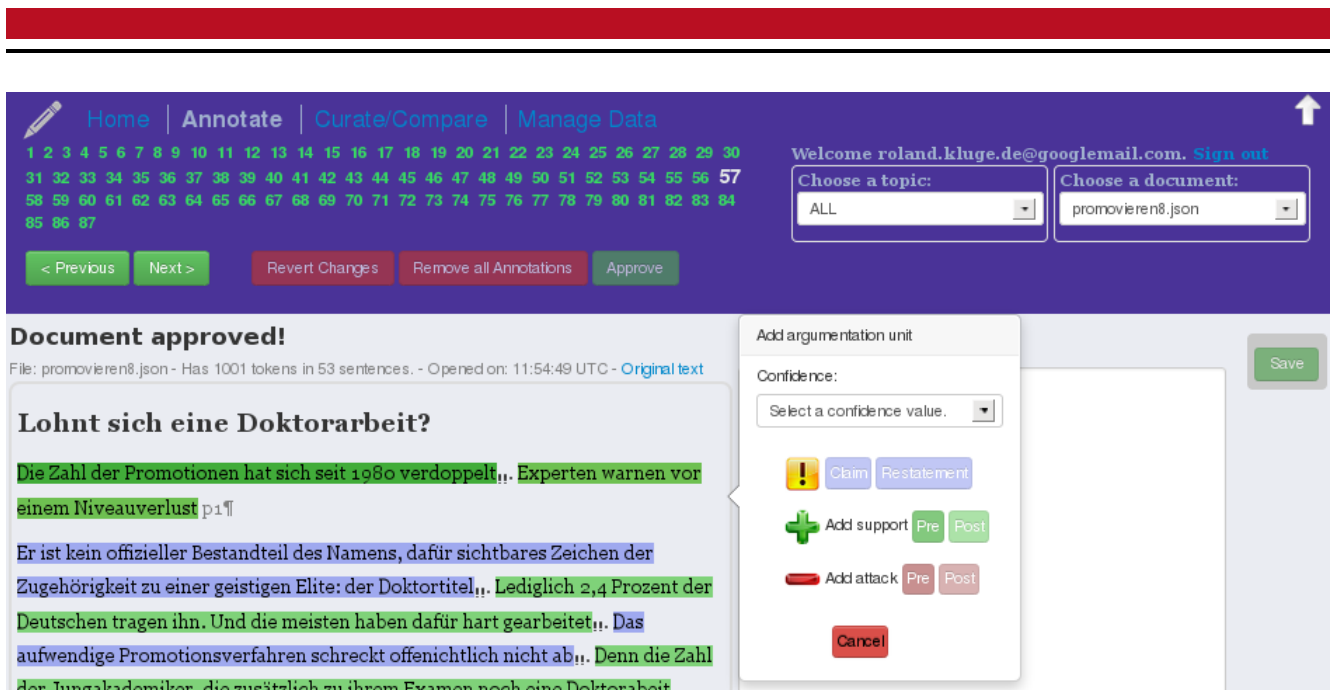 Home | Annotate | Curate/Compare | Manage Data
1 2 3 4 5 6 7 8 9 10 11 12 13 14 15 16 17 18 19 20 21 22 23 24 25 26 27 28 29 30
31 32 33 34 35 36 37 38 39 40 41 42 43 44 45 46 47 48 49 50 51 52 53 54 55 56 57
58 59 60 61 62 63 64 65 66 67 68 69 70 71 72 73 74 75 76 77 78 79 80 81 82 83 84
85 86 87
Welcome roland.kluge.de@googlemail.com. Sign out
Choose a topic: Choose a document:
ALL promovieren8.json
< Previous Next > Revert Changes Remove all Annotations Approve
Document approved!
File: promovieren8.json - Has 1001 tokens in 53 sentences. - Opened on: 11:54:49 UTC - Original text
Lohnt sich eine Doktorarbeit?
Die Zahl der Promotionen hat sich seit 1980 verdoppelt,,. Experten warnen vor
einem Niveauverlust p1¶
Er ist kein offizieller Bestandteil des Namens, dafür sichtbares Zeichen der
Zugehörigkeit zu einer geistigen Elite: der Doktortitel,,. Lediglich 2,4 Prozent der
Deutschen tragen ihn. Und die meisten haben dafür hart gearbeitet,,. Das
aufwendige Promotionsverfahren schreckt offenichtlich nicht ab,,. Denn die Zahl
der Jungakademiker, die zusätzlich zu ihrem Examen noch eine Doktorabeit
Add argumentation unit
Confidence:
Select a confidence value.
Claim Restatement
Add support Pre Post
Add attack Pre Post
Cancel
Save